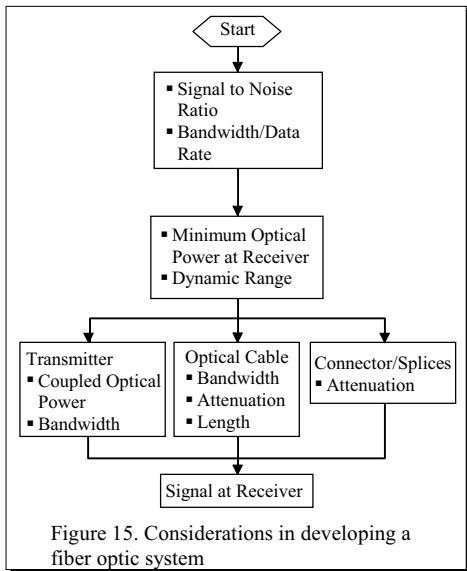 Start
▪ Signal to Noise
Ratio
▪ Bandwidth/Data
Rate
▪ Minimum Optical
Power at Receiver
▪ Dynamic Range
Transmitter
▪ Coupled Optical
Power
▪ Bandwidth
Optical Cable
▪ Bandwidth
▪ Attenuation
▪ Length
Connector/Splices
▪ Attenuation
Signal at Receiver
Figure 15. Considerations in developing a
fiber optic system